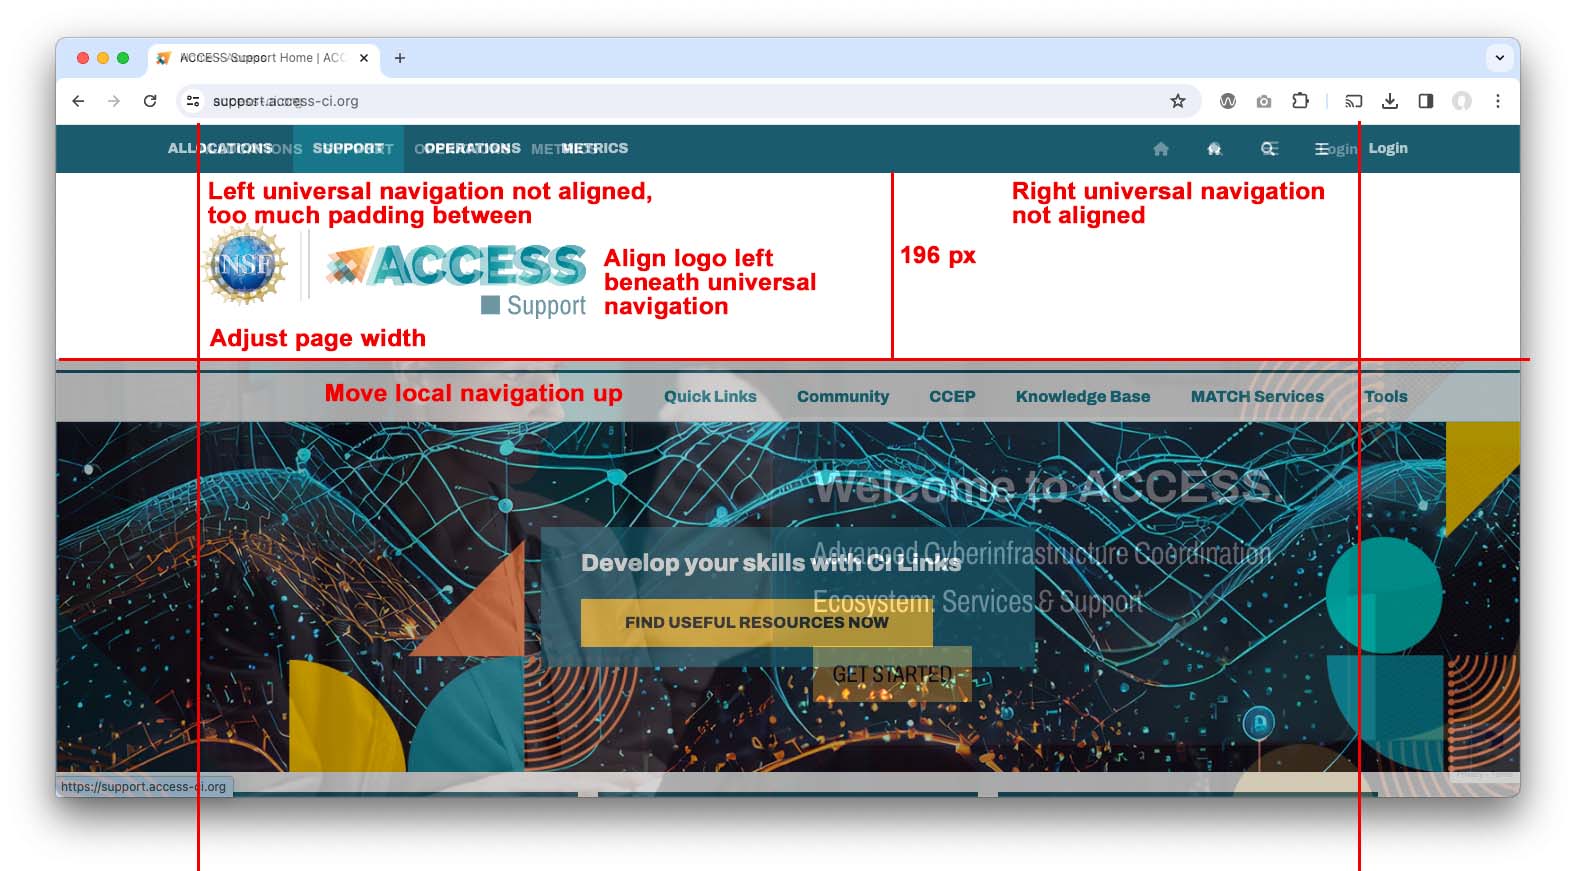 ACCESS Support Home | ACC
support.access-ci.org
ALLOCATIONS SUPPORT OPERATIONS METRICS Login Login
Left universal navigation not aligned,
too much padding between
Right universal navigation
not aligned
NSF
ACCESS
Support
Align logo left
beneath universal
navigation
196 px
Adjust page width
Move local navigation up
Quick Links Community CCEP Knowledge Base MATCH Services Tools
Welcome to ACCESS.
Advanced Cyberinfrastructure Coordination
Ecosystem: Services & Support
Develop your skills with CI Links
FIND USEFUL RESOURCES NOW
GET STARTED
https://support.access-ci.org